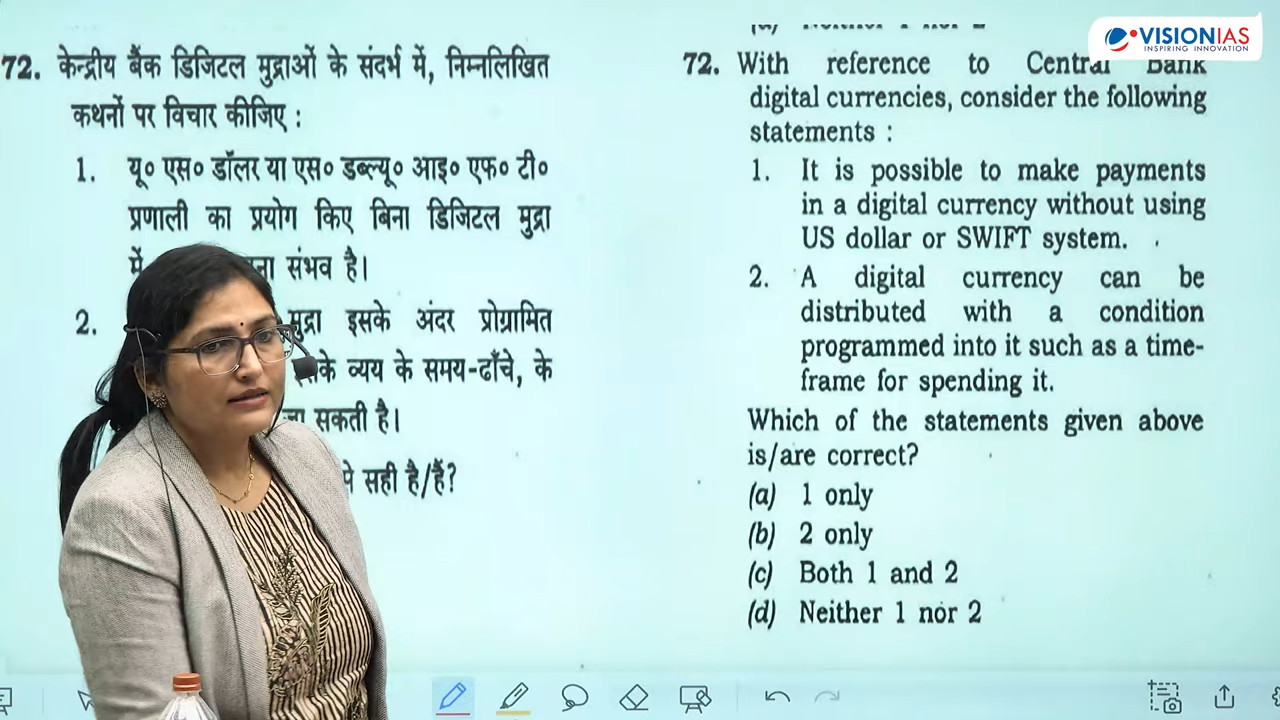 VISIONIAS
INSPIRING INNOVATION
72. केन्द्रीय बैंक डिजिटल मुद्राओं के संदर्भ में, निम्नलिखित
कथनों पर विचार कीजिए :
1. यू० एस० डॉलर या एस० डब्ल्यू० आइ० एफ० टी०
प्रणाली का प्रयोग किए बिना डिजिटल मुद्रा
में संभव है।
2. मुद्रा इसके अंदर प्रोग्रामित
व्यय के समय-ढाँचे, के
सकती है।
सही है/हैं?
72. With reference to Central Bank
digital currencies, consider the following
statements :
1. It is possible to make payments
in a digital currency without using
US dollar or SWIFT system.
2. A digital currency can be
distributed with a condition
programmed into it such as a time-
frame for spending it.
Which of the statements given above
is/are correct?
(a) 1 only
(b) 2 only
(c) Both 1 and 2
(d) Neither 1 nor 2